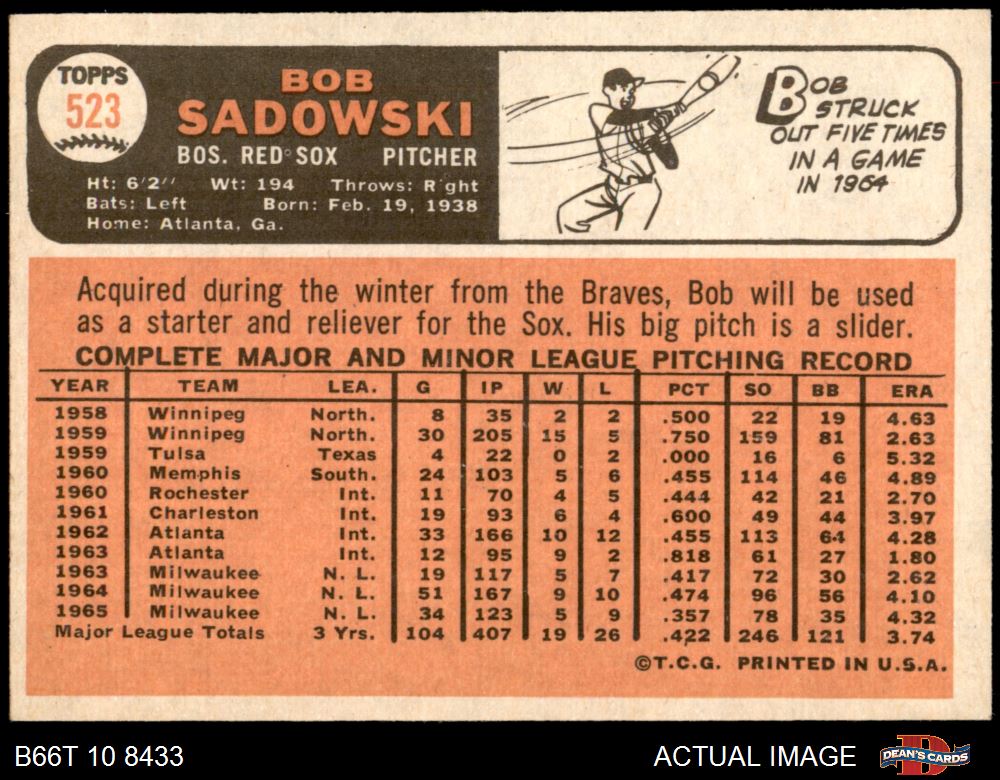 TOPPS
523
BOB
SADOWSKI
BOS. RED SOX PITCHER
Ht: 6'2" Wt: 194 Throws: Right
Bats: Left Born: Feb. 19, 1938
Home: Atlanta, Ga.
BOB
STRUCK
OUT FIVE TIMES
IN A GAME
IN 1964
Acquired during the winter from the Braves, Bob will be used
as a starter and reliever for the Sox. His big pitch is a slider.
COMPLETE MAJOR AND MINOR LEAGUE PITCHING RECORD
YEAR TEAM LEA. G IP W L PCT SO BB ERA
1958 Winnipeg North. 8 35 2 2 .500 22 19 4.63
1959 Winnipeg North. 30 205 15 5 .750 159 81 2.63
1959 Tulsa Texas 4 22 0 2 .000 16 6 5.32
1960 Memphis South. 24 103 5 6 .455 114 46 4.89
1960 Rochester Int. 11 70 4 5 .444 42 21 2.70
1961 Charleston Int. 19 93 6 4 .600 49 44 3.97
1962 Atlanta Int. 33 166 10 12 .455 113 64 4.28
1963 Atlanta Int. 12 95 9 2 .818 61 27 1.80
1963 Milwaukee N. L. 19 117 5 7 .417 72 30 2.62
1964 Milwaukee N. L. 51 167 9 10 .474 96 56 4.10
1965 Milwaukee N. L. 34 123 5 9 .357 78 35 4.32
Major League Totals 3 Yrs. 104 407 19 26 .422 246 121 3.74
©T.C.G. PRINTED IN U.S.A.
B66T 10 8433 ACTUAL IMAGE DEAN'S CARDS